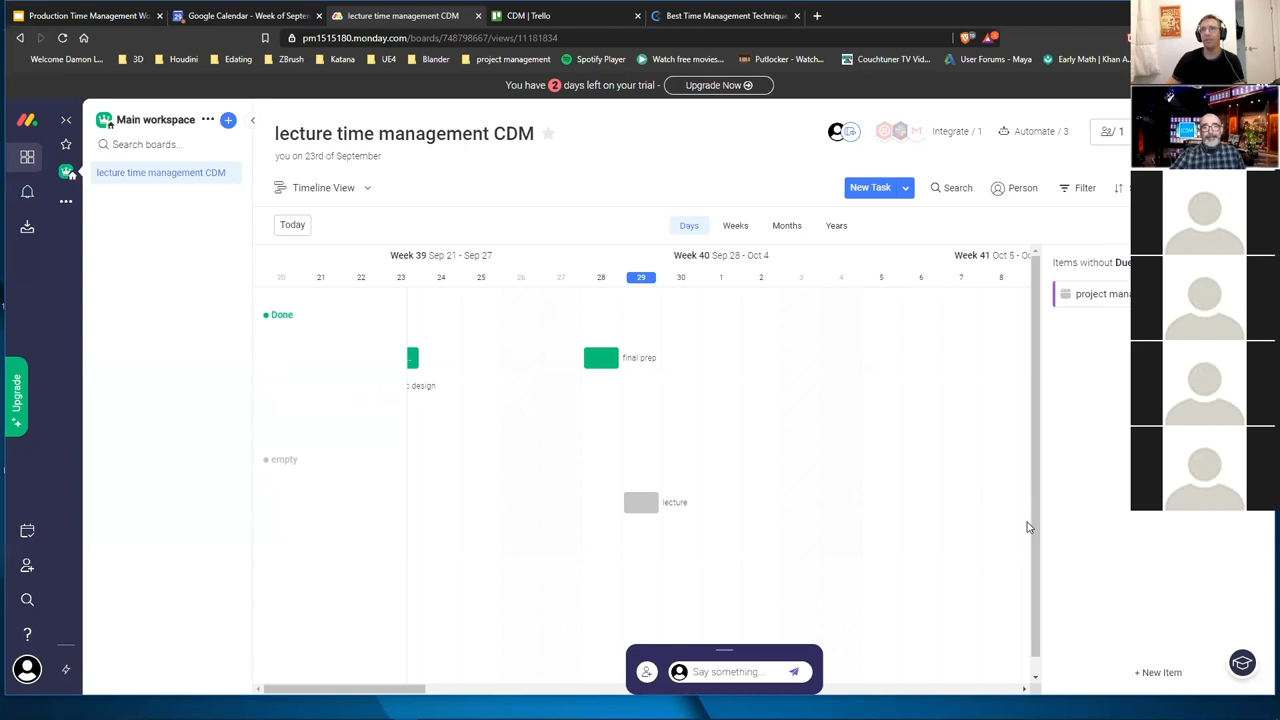 Production Time Management Wo
Google Calendar - Week of Septen
lecture time management CDM
CDM | Trello
Best Time Management Technique
pm1515180.monday.com/boards/748798667/views/11181834
Welcome Damon L...
3D
Houdini
Edating
ZBrush
Katana
UE4
Blander
project management
Spotify Player
Watch free movies...
Putlocker - Watch...
Couchtuner TV Vid...
User Forums - Maya
Early Math | Khan A...
You have 2 days left on your trial -
Upgrade Now
Main workspace
Search boards...
lecture time management CDM
lecture time management CDM
you on 23rd of September
Integrate / 1
Automate / 3
/ 1
Timeline View
New Task
Search
Person
Filter
S
Today
Days
Weeks
Months
Years
Week 39 Sep 21 - Sep 27
Week 40 Sep 28 - Oct 4
Week 41 Oct 5 - Oc
20 21 22 23 24 25 26 27 28 29 30 1 2 3 4 5 6 7 8
Items without Due
project mana
Done
final prep
c design
empty
lecture
Upgrade
Say something...
+ New Item
ICDM